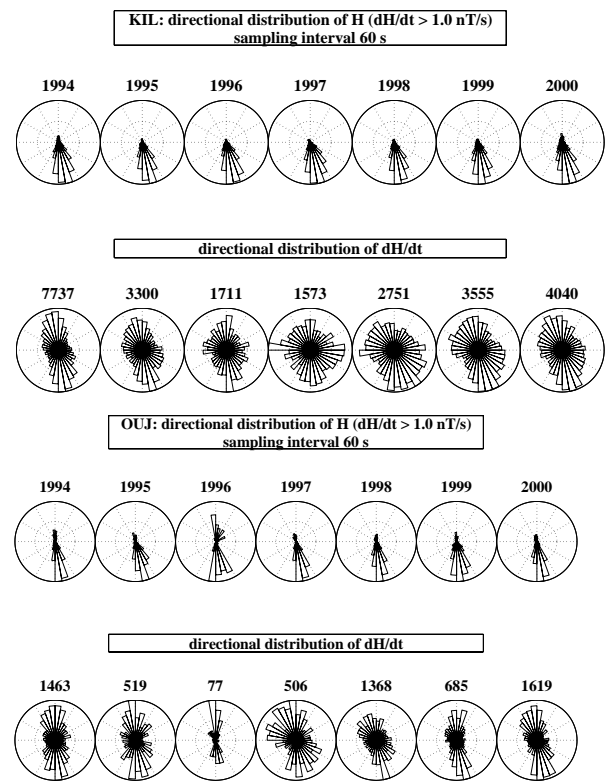 KIL: directional distribution of H (dH/dt > 1.0 nT/s)
sampling interval 60 s
1994 1995 1996 1997 1998 1999 2000
directional distribution of dH/dt
7737 3300 1711 1573 2751 3555 4040
OUJ: directional distribution of H (dH/dt > 1.0 nT/s)
sampling interval 60 s
1994 1995 1996 1997 1998 1999 2000
directional distribution of dH/dt
1463 519 77 506 1368 685 1619